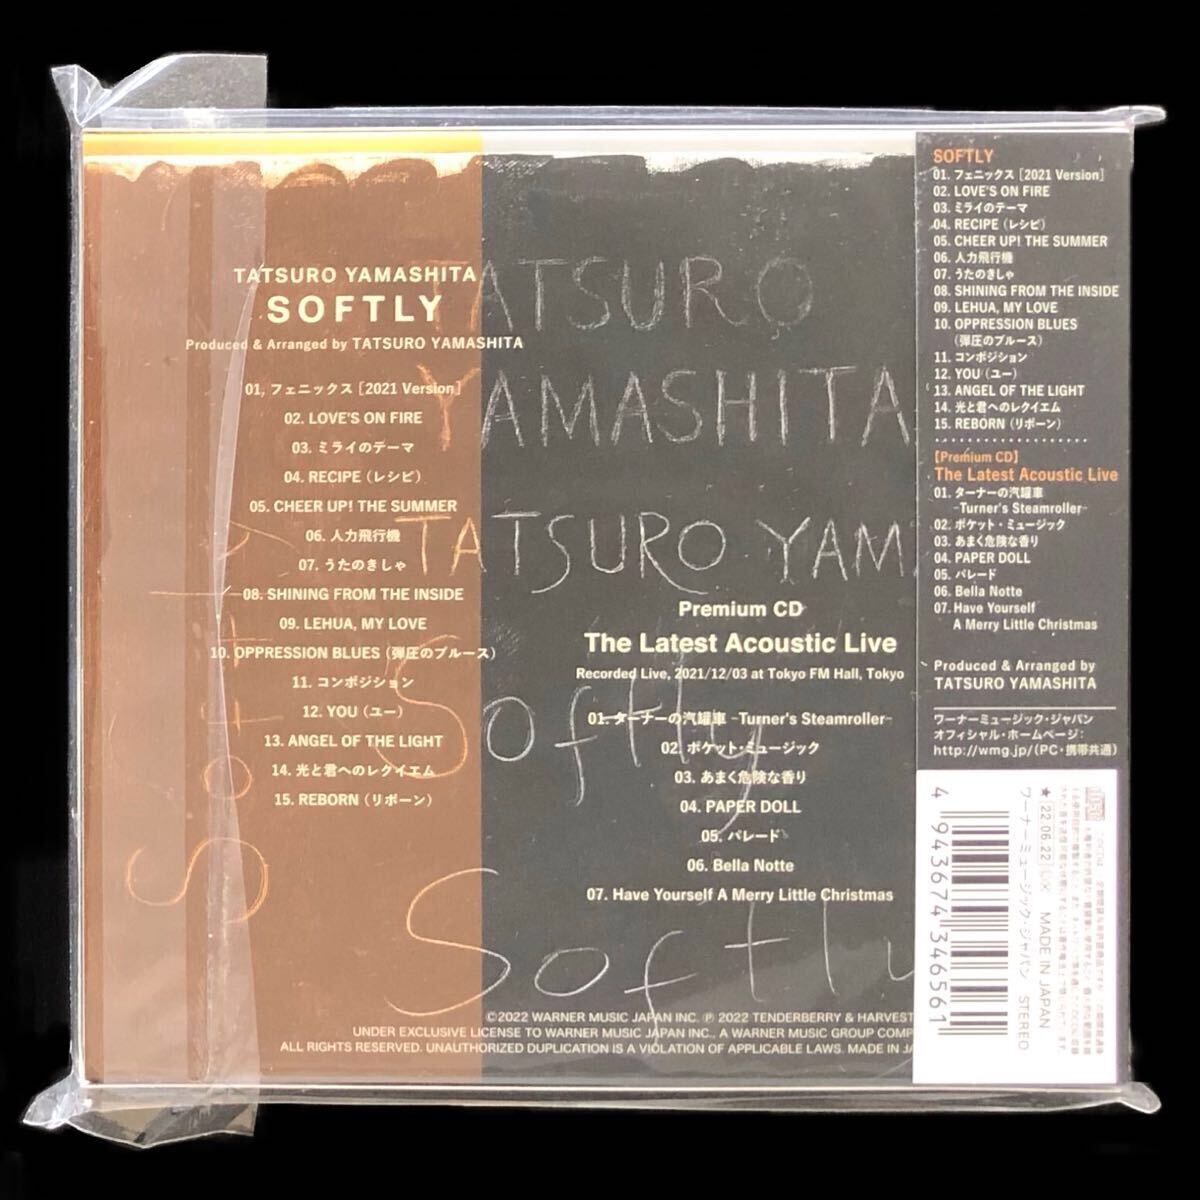 TATSURO YAMASHITA
SOFTLY
Produced & Arranged by TATSURO YAMASHITA
01. フェニックス [2021 Version]
02. LOVE'S ON FIRE
03. ミライのテーマ
04. RECIPE (レシピ)
05. CHEER UP! THE SUMMER
06. 人力飛行機
07. うたのきしゃ
08. SHINING FROM THE INSIDE
09. LEHUA, MY LOVE
10. OPPRESSION BLUES (弾圧のブルース)
11. コンポジション
12. YOU (ユー)
13. ANGEL OF THE LIGHT
14. 光と君へのレクイエム
15. REBORN (リボーン)
TATSURO
YAMASHITA
TATSURO YAM
Softly
Softly
Softly
Premium CD
The Latest Acoustic Live
Recorded Live, 2021/12/03 at Tokyo FM Hall, Tokyo
01. ターナーの汽罐車 -Turner's Steamroller-
02. ポケット・ミュージック
03. あまく危険な香り
04. PAPER DOLL
05. パレード
06. Bella Notte
07. Have Yourself A Merry Little Christmas
©2022 WARNER MUSIC JAPAN INC. ℗ 2022 TENDERBERRY & HARVEST
UNDER EXCLUSIVE LICENSE TO WARNER MUSIC JAPAN INC., A WARNER MUSIC GROUP COMP
ALL RIGHTS RESERVED. UNAUTHORIZED DUPLICATION IS A VIOLATION OF APPLICABLE LAWS. MADE IN JA
SOFTLY
01. フェニックス [2021 Version]
02. LOVE'S ON FIRE
03. ミライのテーマ
04. RECIPE (レシピ)
05. CHEER UP! THE SUMMER
06. 人力飛行機
07. うたのきしゃ
08. SHINING FROM THE INSIDE
09. LEHUA, MY LOVE
10. OPPRESSION BLUES
(弾圧のブルース)
11. コンポジション
12. YOU (ユー)
13. ANGEL OF THE LIGHT
14. 光と君へのレクイエム
15. REBORN (リボーン)
[Premium CD]
The Latest Acoustic Live
01. ターナーの汽罐車
-Turner's Steamroller-
02. ポケット・ミュージック
03. あまく危険な香り
04. PAPER DOLL
05. パレード
06. Bella Notte
07. Have Yourself
A Merry Little Christmas
Produced & Arranged by
TATSURO YAMASHITA
ワーナーミュージック・ジャパン
オフィシャル・ホームページ:
http://wmg.jp/(PC・携帯共通)
★ 22.06.22 L/X MADE IN JAPAN
ワーナーミュージック・ジャパン STEREO
4 943674 346561